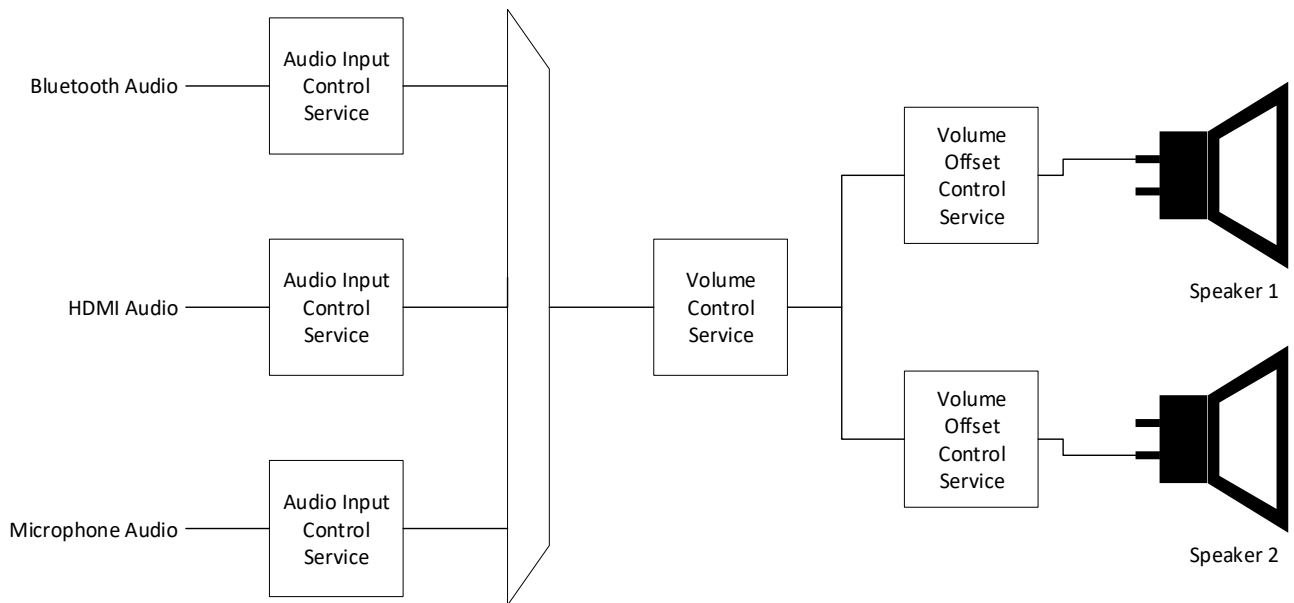 Bluetooth Audio
Audio Input
Control
Service
HDMI Audio
Audio Input
Control
Service
Microphone Audio
Audio Input
Control
Service
Volume
Control
Service
Volume
Offset
Control
Service
Speaker 1
Volume
Offset
Control
Service
Speaker 2